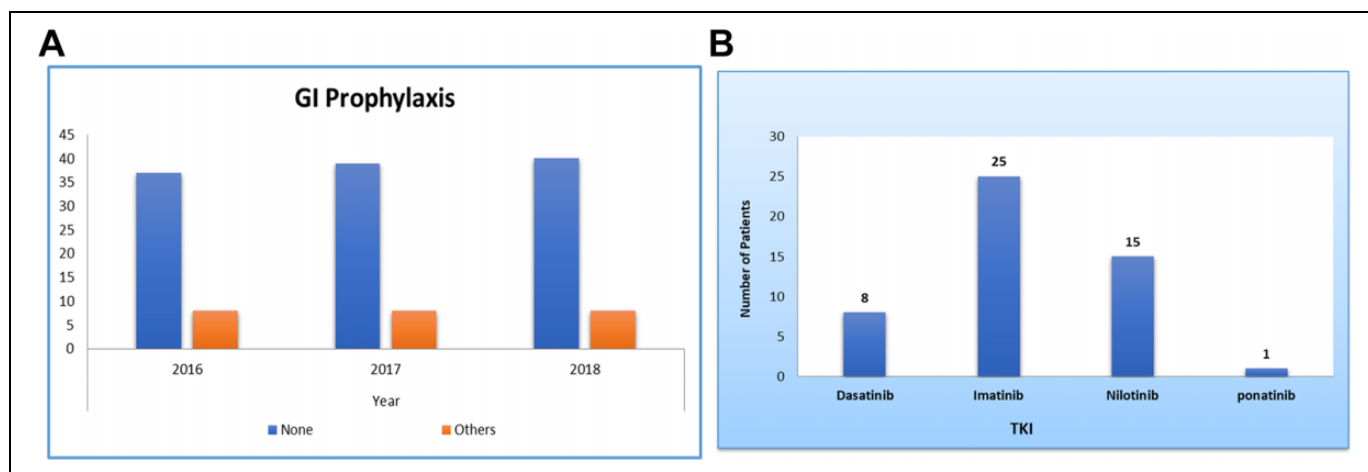 A
GI Prophylaxis
45
40
35
30
25
20
15
10
5
0
2016 2017 2018
Year
None Others
B
Number of Patients
30
25
20
15
10
5
0
8
25
15
1
Dasatinib Imatinib Nilotinib ponatinib
TKI